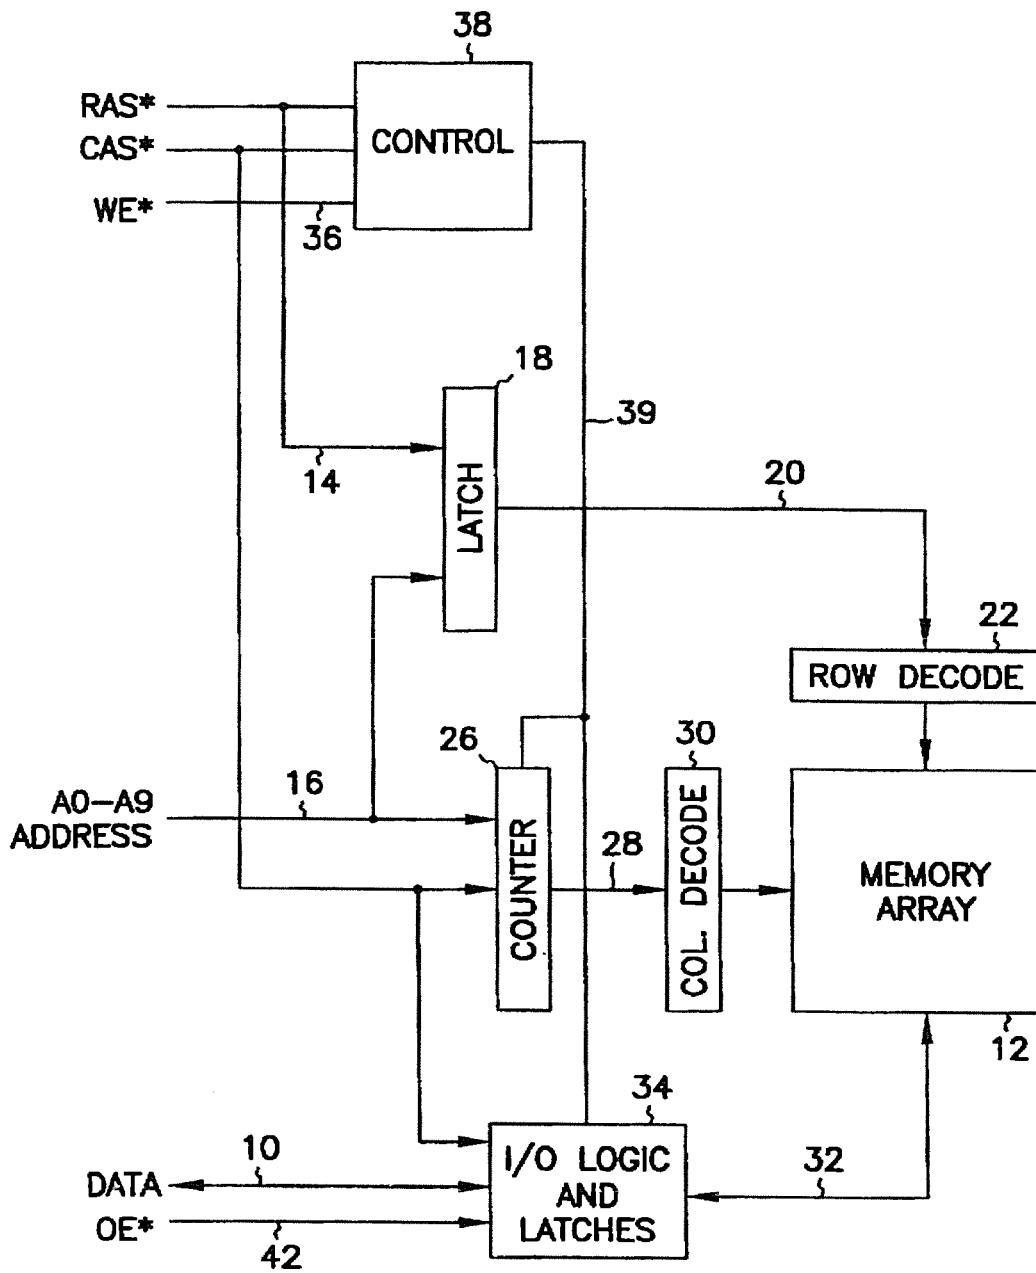 38
RAS*
CAS*
CONTROL
WE*
36
18
39
14
LATCH
20
22
ROW DECODE
26
30
16
A0-A9
ADDRESS
COUNTER
28
COL. DECODE
MEMORY
ARRAY
12
34
10
DATA
I/O LOGIC
AND
LATCHES
32
OE*
42